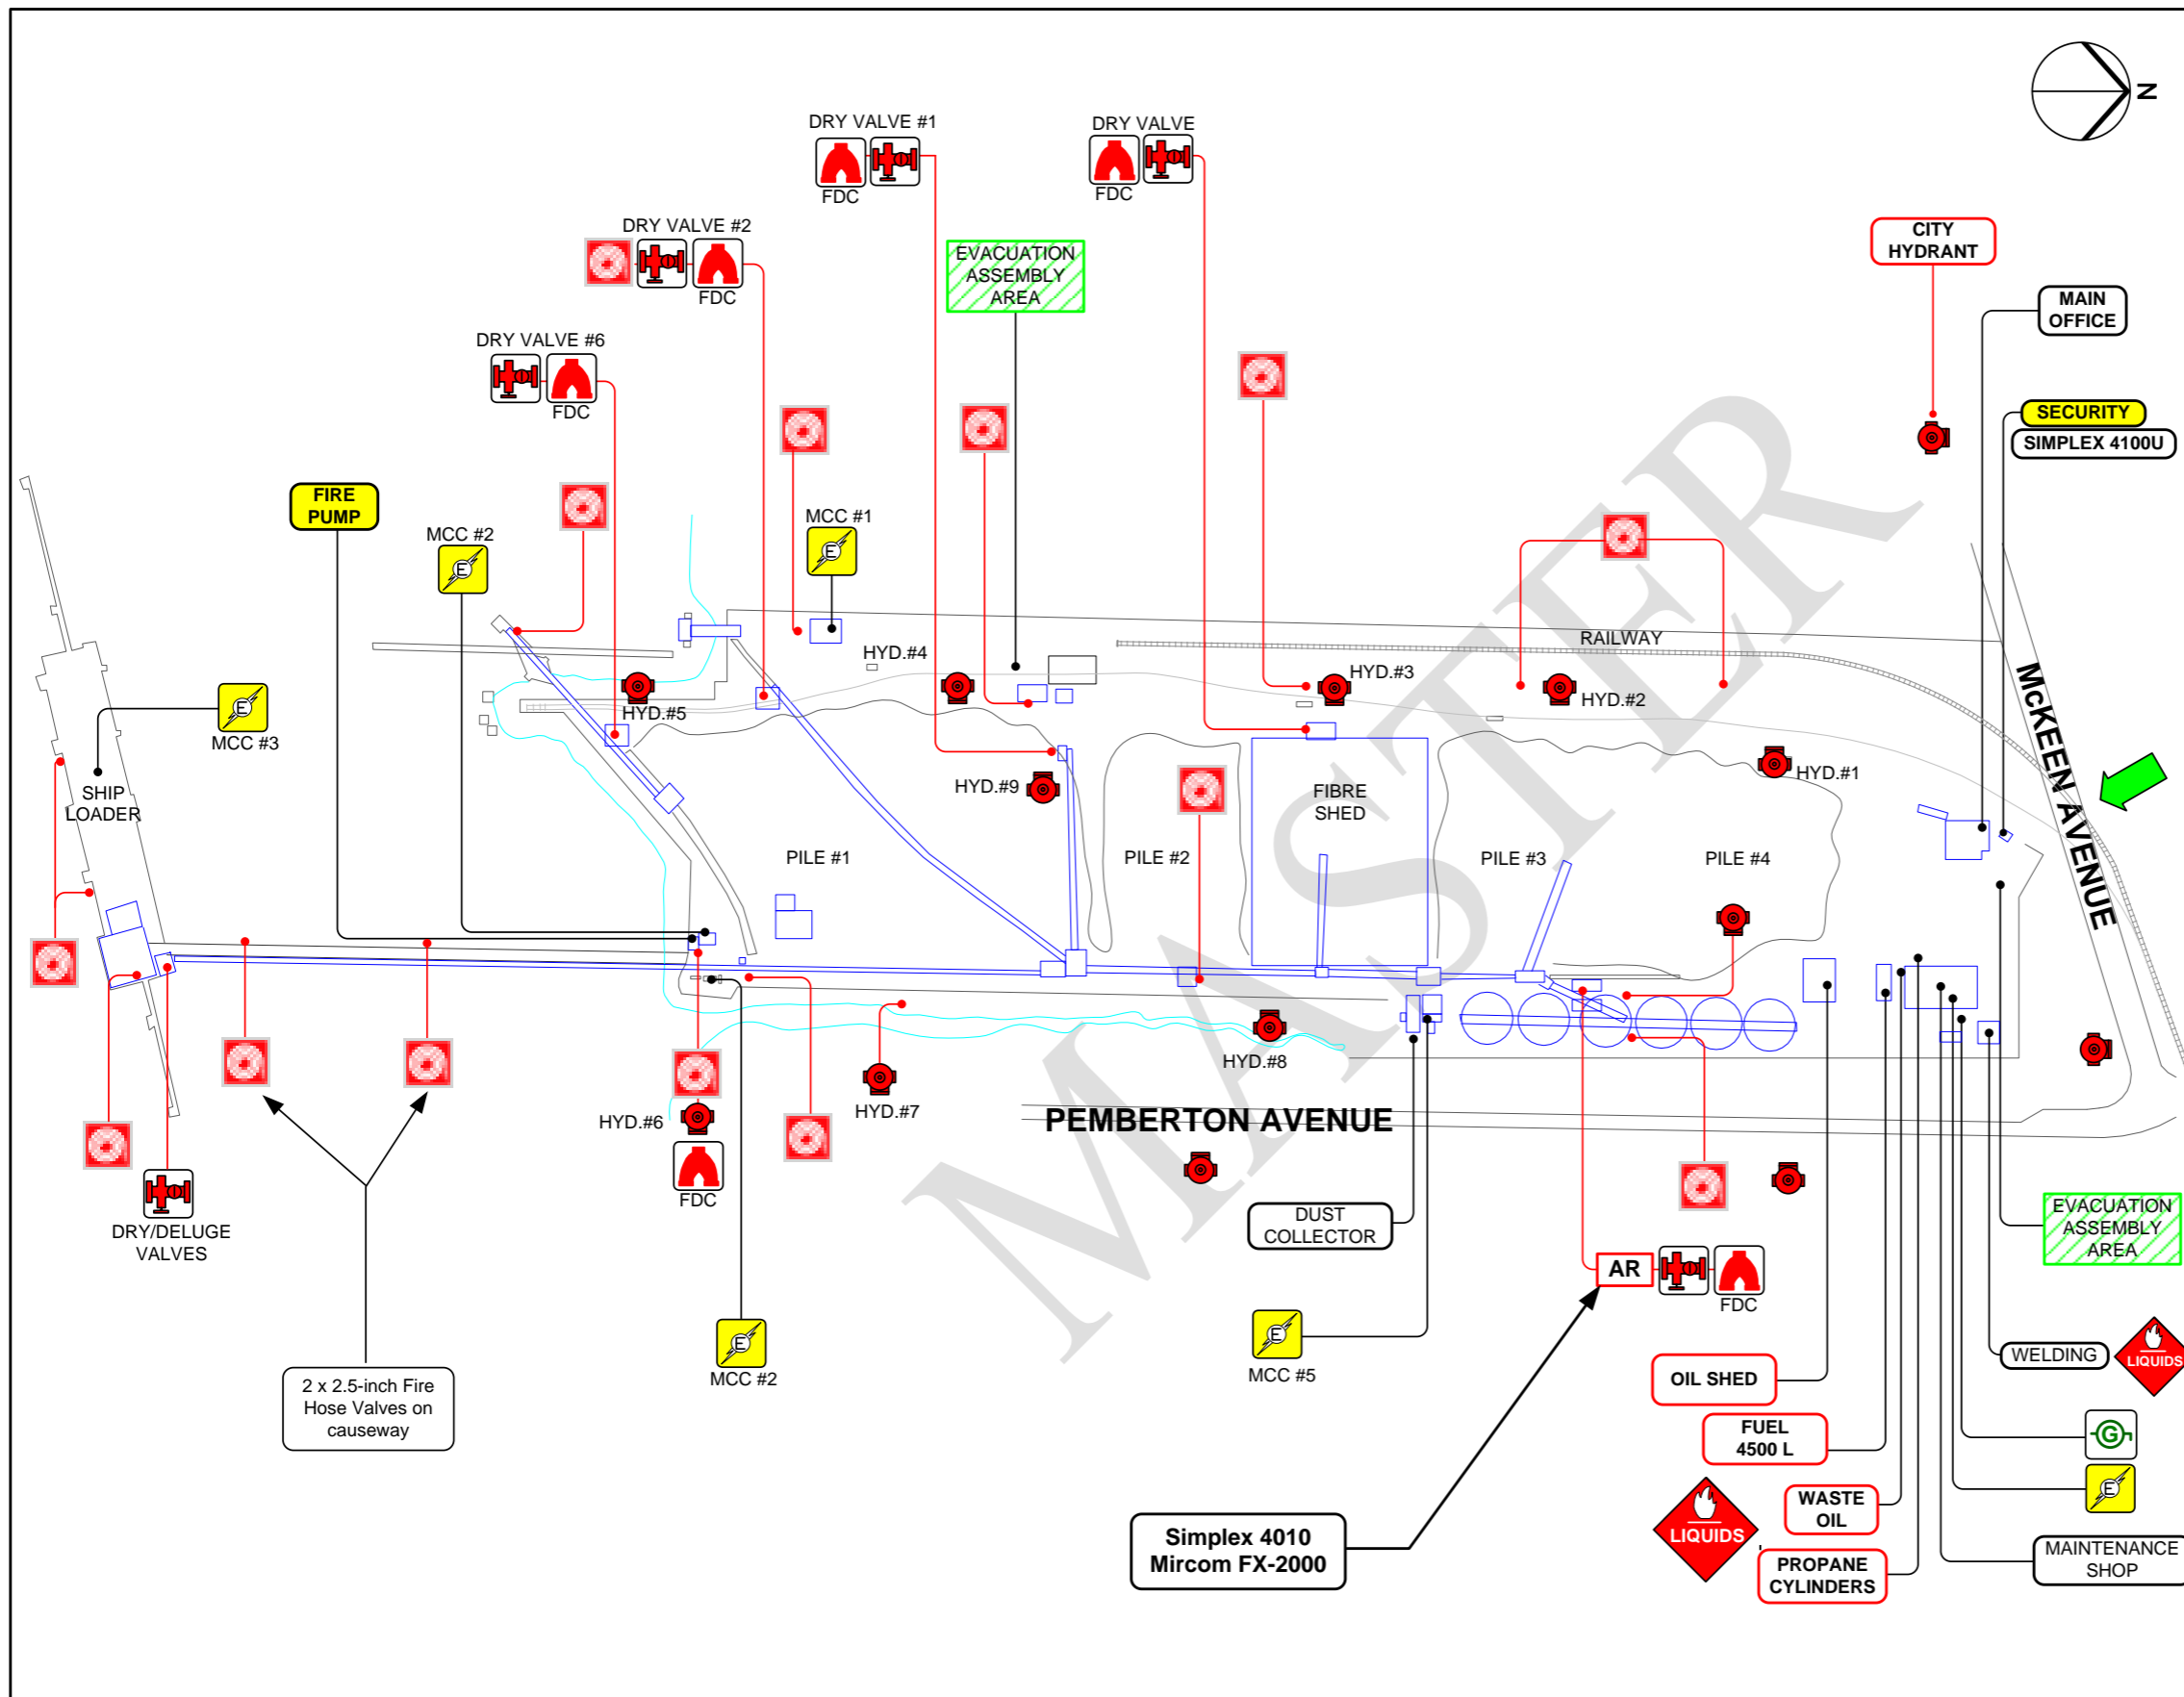 N
DRY VALVE #1
FDC
DRY VALVE
FDC
DRY VALVE #2
FDC
EVACUATION
ASSEMBLY
AREA
CITY
HYDRANT
MAIN
OFFICE
DRY VALVE #6
FDC
SECURITY
SIMPLEX 4100U
FIRE
PUMP
MCC #2
E
MCC #1
E
RAILWAY
HYD.#4
HYD.#3
HYD.#2
HYD.#5
E
MCC #3
McKEEN AVENUE
HYD.#1
HYD.#9
SHIP
LOADER
FIBRE
SHED
PILE #1
PILE #2
PILE #3
PILE #4
MASTER
HYD.#8
HYD.#7
HYD.#6
PEMBERTON AVENUE
FDC
DRY/DELUGE
VALVES
DUST
COLLECTOR
EVACUATION
ASSEMBLY
AREA
AR
FDC
E
MCC #2
E
MCC #5
WELDING
LIQUIDS
OIL SHED
2 x 2.5-inch Fire
Hose Valves on
causeway
FUEL
4500 L
G
E
WASTE
OIL
LIQUIDS
Simplex 4010
Mircom FX-2000
PROPANE
CYLINDERS
MAINTENANCE
SHOP